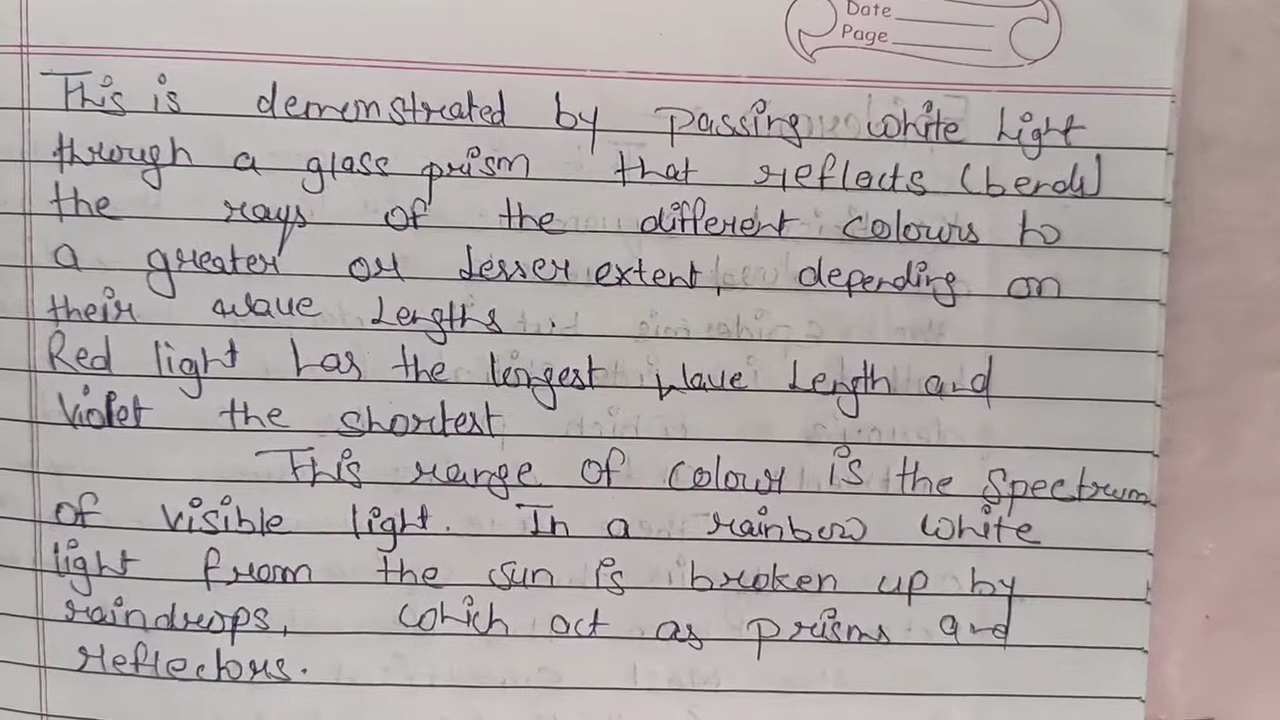 Date
Page
This is demonstrated by passing white light
through a glass prism that reflects (bends)
the rays of the different colours to
a greater or lesser extent, depending on
their wave lengths.
Red light has the longest wave length and
violet the shortest
This range of colour is the spectrum
of visible light. In a rainbow white
light from the sun is broken up by
raindrops, which act as prisms and
reflectors.